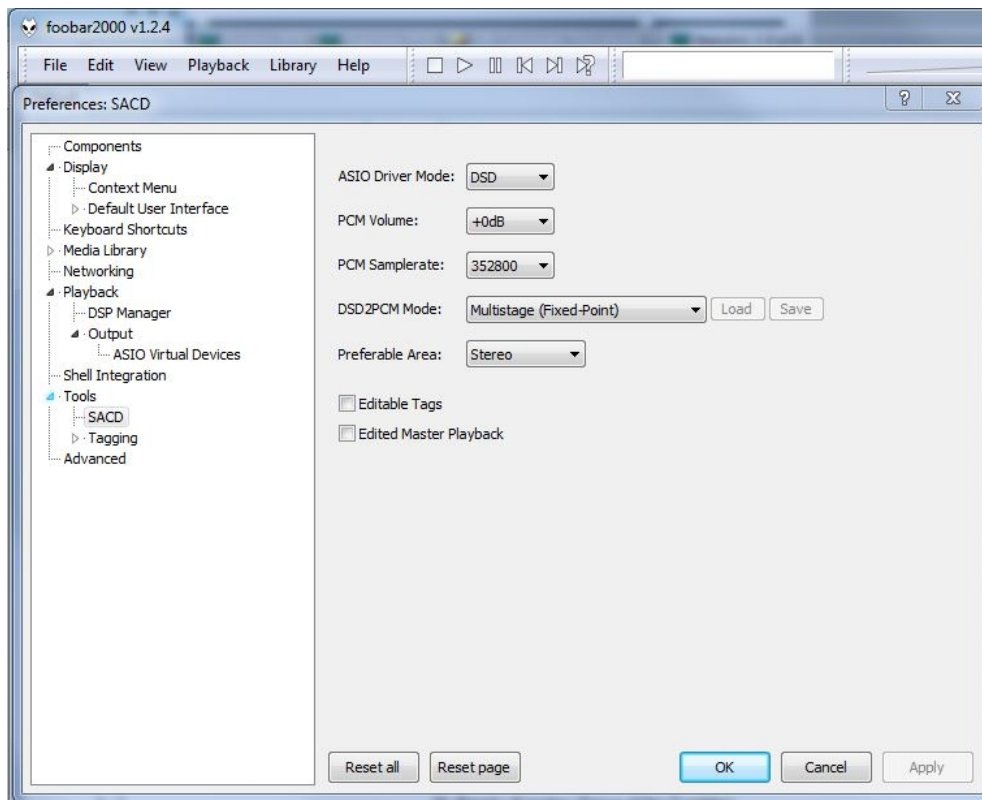 foobar2000 v1.2.4
File Edit View Playback Library Help
Preferences: SACD
Components
Display
Context Menu
Default User Interface
Keyboard Shortcuts
Media Library
Networking
Playback
DSP Manager
Output
ASIO Virtual Devices
Shell Integration
Tools
SACD
Tagging
Advanced
ASIO Driver Mode: DSD
PCM Volume: +0dB
PCM Samplerate: 352800
DSD2PCM Mode: Multistage (Fixed-Point) Load Save
Preferable Area: Stereo
Editable Tags
Edited Master Playback
Reset all Reset page OK Cancel Apply